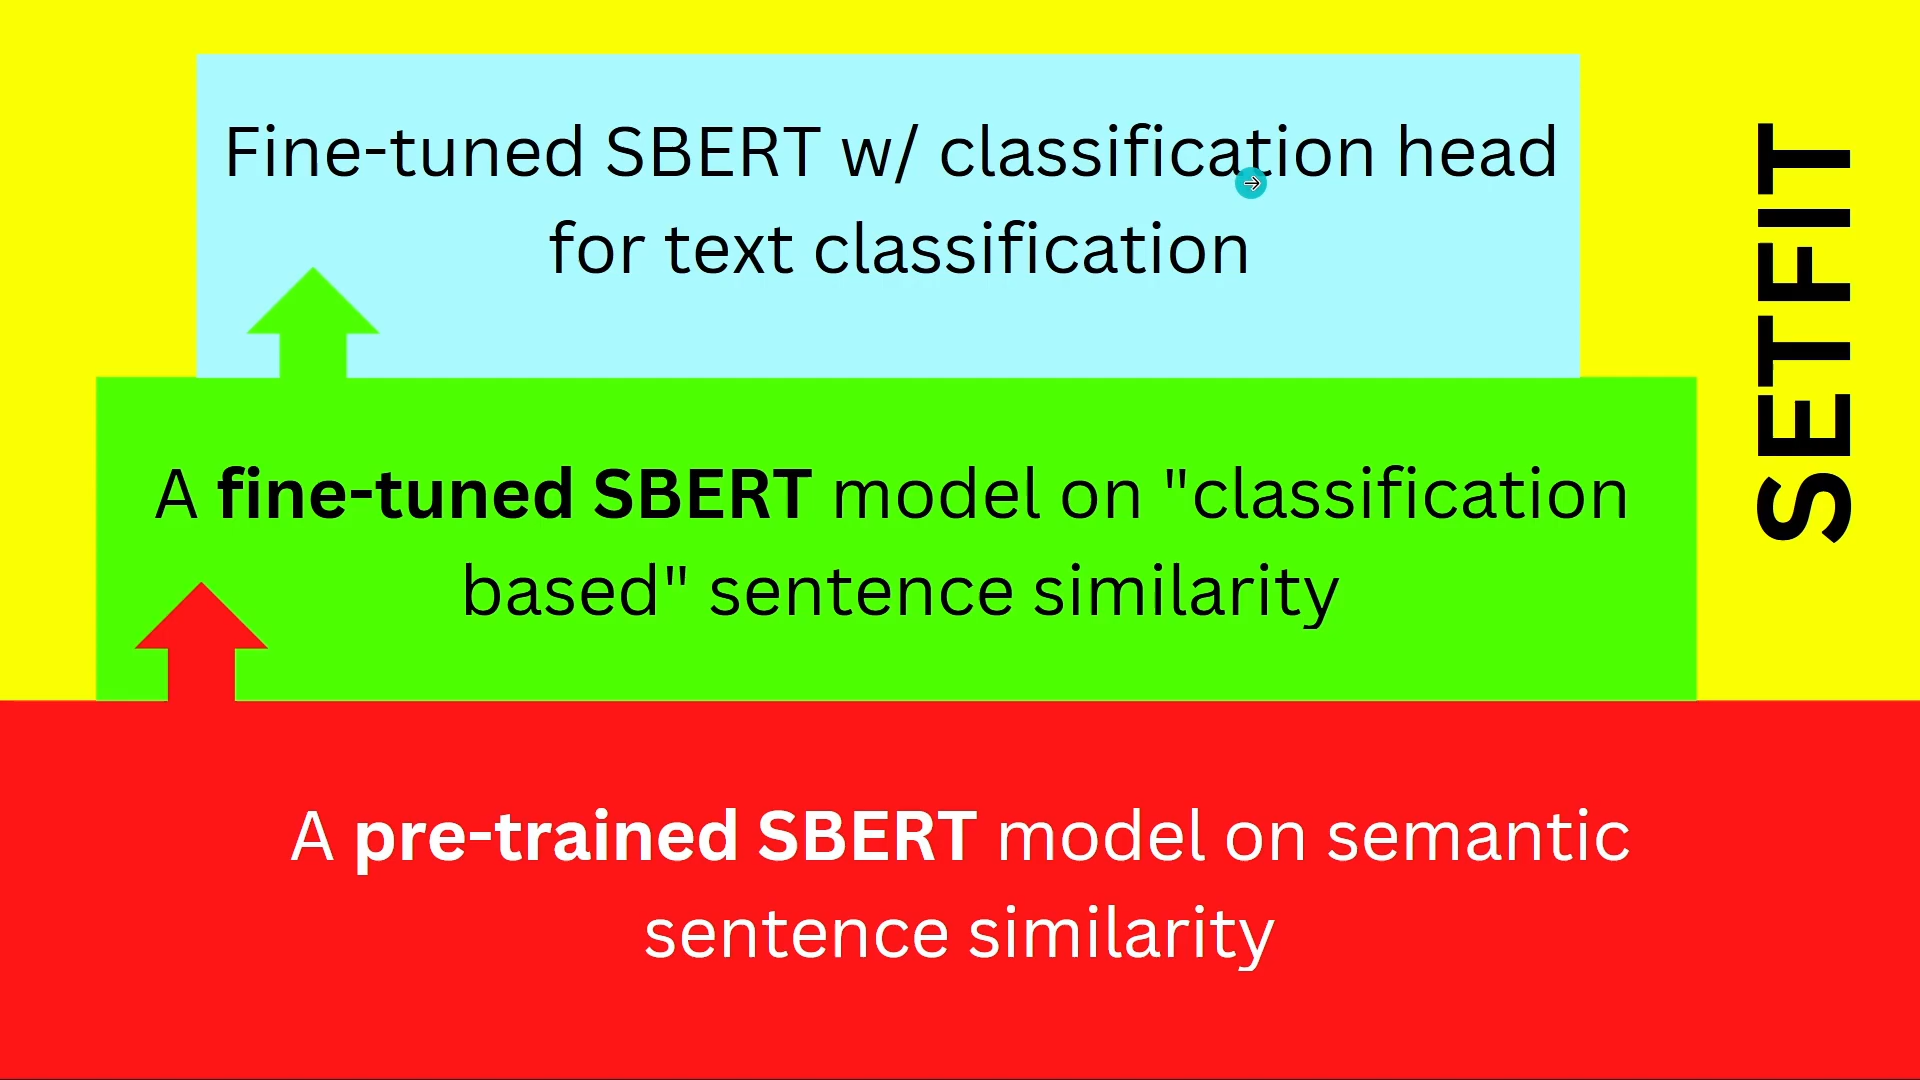 Fine-tuned SBERT w/ classification head
for text classification
SETFIT
A fine-tuned SBERT model on "classification
based" sentence similarity
A pre-trained SBERT model on semantic
sentence similarity